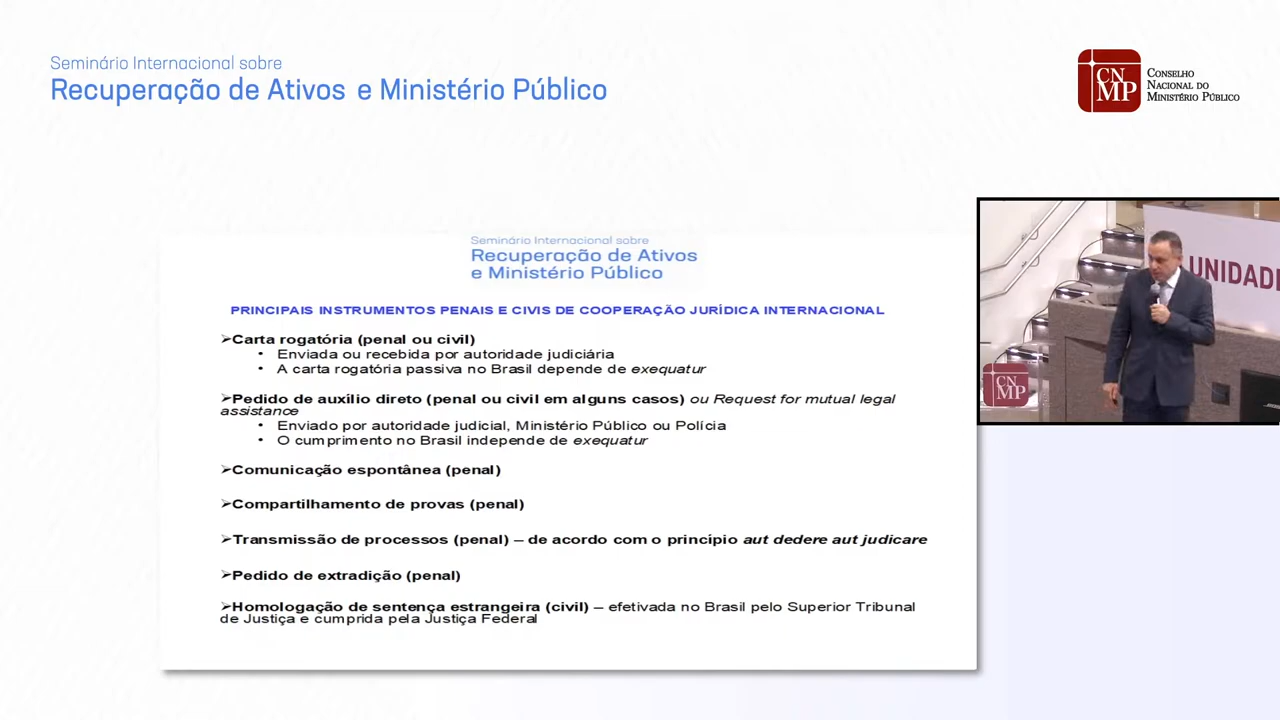 Seminário Internacional sobre
Recuperação de Ativos e Ministério Público
CN
MP
CONSELHO
NACIONAL DO
MINISTÉRIO PÚBLICO
Seminário Internacional sobre
Recuperação de Ativos
e Ministério Público
PRINCIPAIS INSTRUMENTOS PENAIS E CIVIS DE COOPERAÇÃO JURÍDICA INTERNACIONAL
➢Carta rogatória (penal ou civil)
• Enviada ou recebida por autoridade judiciária
• A carta rogatória passiva no Brasil depende de exequatur
➢Pedido de auxílio direto (penal ou civil em alguns casos) ou Request for mutual legal
assistance
• Enviado por autoridade judicial, Ministério Público ou Polícia
• O cumprimento no Brasil independe de exequatur
➢Comunicação espontânea (penal)
➢Compartilhamento de provas (penal)
➢Transmissão de processos (penal) – de acordo com o princípio aut dedere aut judicare
➢Pedido de extradição (penal)
➢Homologação de sentença estrangeira (civil) – efetivada no Brasil pelo Superior Tribunal
de Justiça e cumprida pela Justiça Federal
UNIDADE
CN
MP